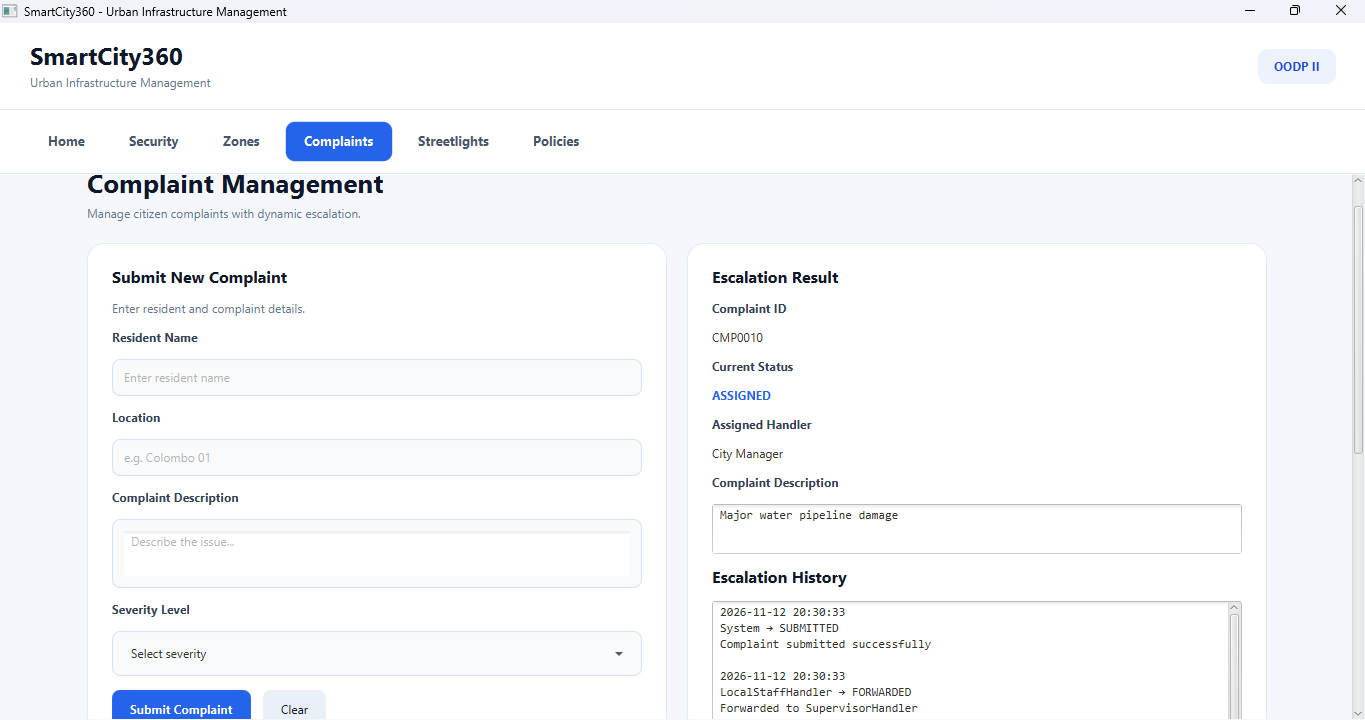 SmartCity360 - Urban Infrastructure Management
SmartCity360
Urban Infrastructure Management
OODP II
Home Security Zones Complaints Streetlights Policies
Complaint Management
Manage citizen complaints with dynamic escalation.
Submit New Complaint
Enter resident and complaint details.
Resident Name
Enter resident name
Location
e.g. Colombo 01
Complaint Description
Describe the issue...
Severity Level
Select severity
Submit Complaint Clear
Escalation Result
Complaint ID
CMP0010
Current Status
ASSIGNED
Assigned Handler
City Manager
Complaint Description
Major water pipeline damage
Escalation History
2026-11-12 20:30:33
System → SUBMITTED
Complaint submitted successfully
2026-11-12 20:30:33
LocalStaffHandler → FORWARDED
Forwarded to SupervisorHandler